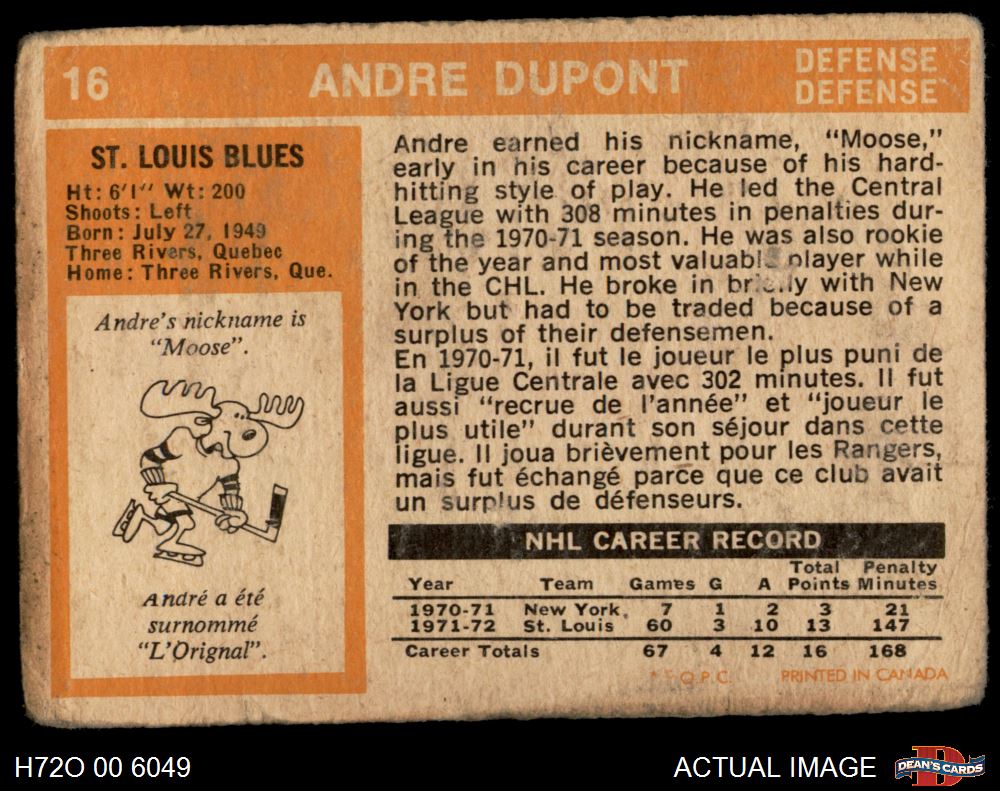 16 ANDRE DUPONT DEFENSE
DEFENSE
ST. LOUIS BLUES
Ht: 6'1'' Wt: 200
Shoots: Left
Born: July 27, 1949
Three Rivers, Quebec
Home: Three Rivers, Que.
Andre's nickname is
“Moose”.
André a été
surnommé
“L'Orignal”.
Andre earned his nickname, “Moose,”
early in his career because of his hard-
hitting style of play. He led the Central
League with 308 minutes in penalties dur-
ing the 1970-71 season. He was also rookie
of the year and most valuable player while
in the CHL. He broke in briefly with New
York but had to be traded because of a
surplus of their defensemen.
En 1970-71, il fut le joueur le plus puni de
la Ligue Centrale avec 302 minutes. Il fut
aussi “recrue de l'année” et “joueur le
plus utile” durant son séjour dans cette
ligue. Il joua brièvement pour les Rangers,
mais fut échangé parce que ce club avait
un surplus de défenseurs.
NHL CAREER RECORD
Total Penalty
Year Team Games G A Points Minutes
1970-71 New York 7 1 2 3 21
1971-72 St. Louis 60 3 10 13 147
Career Totals 67 4 12 16 168
O.P.C. PRINTED IN CANADA
H72O 00 6049 ACTUAL IMAGE DEAN'S CARDS